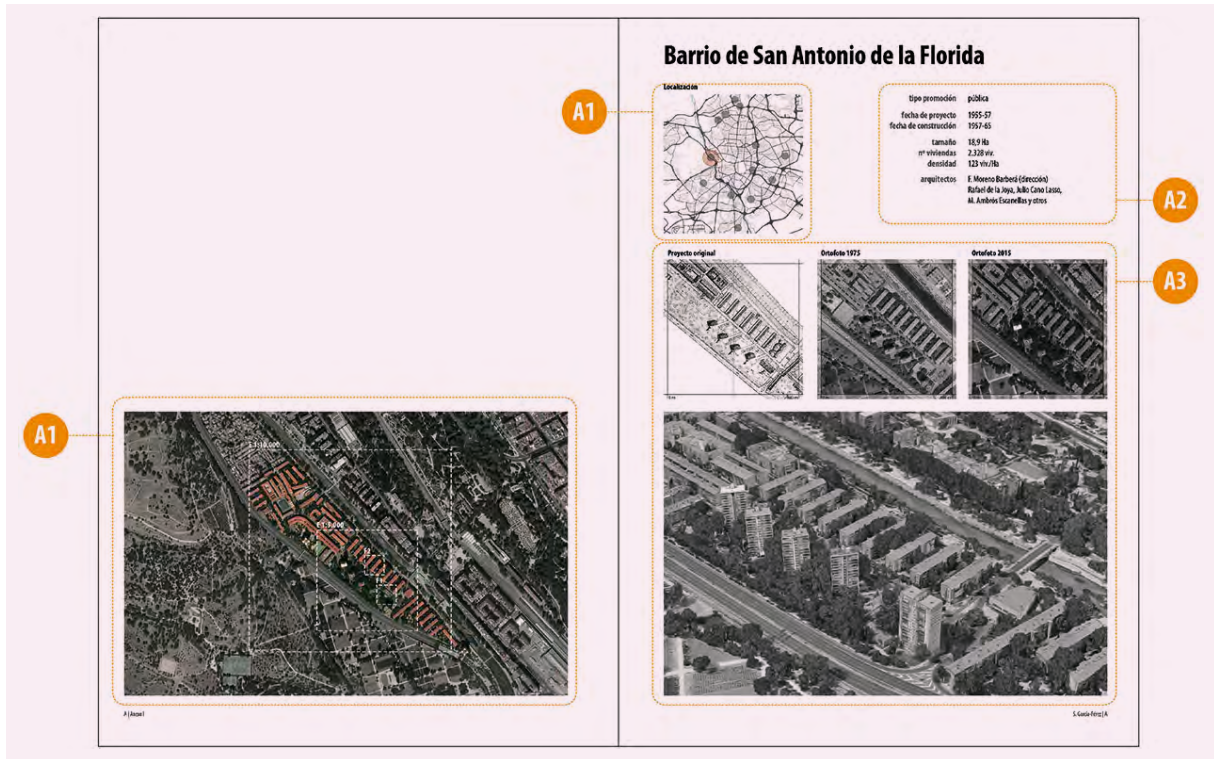 Barrio de San Antonio de la Florida
A1
Localización
tipo promoción pública
fecha de proyecto 1955-57
fecha de construcción 1957-65
tamaño 18,9 Ha
nº viviendas 2.328 viv.
densidad 123 viv./Ha
arquitectos F. Moreno Barberá (dirección)
Rafael de la Joya, Julio Cano Lasso,
M. Ambrós Escanellas y otros
A2
Proyecto original
Ortofoto 1975
Ortofoto 2015
A3
A1
E 1:10.000
E 1:5.000
A | Anexo I
S. García-Pérez | A